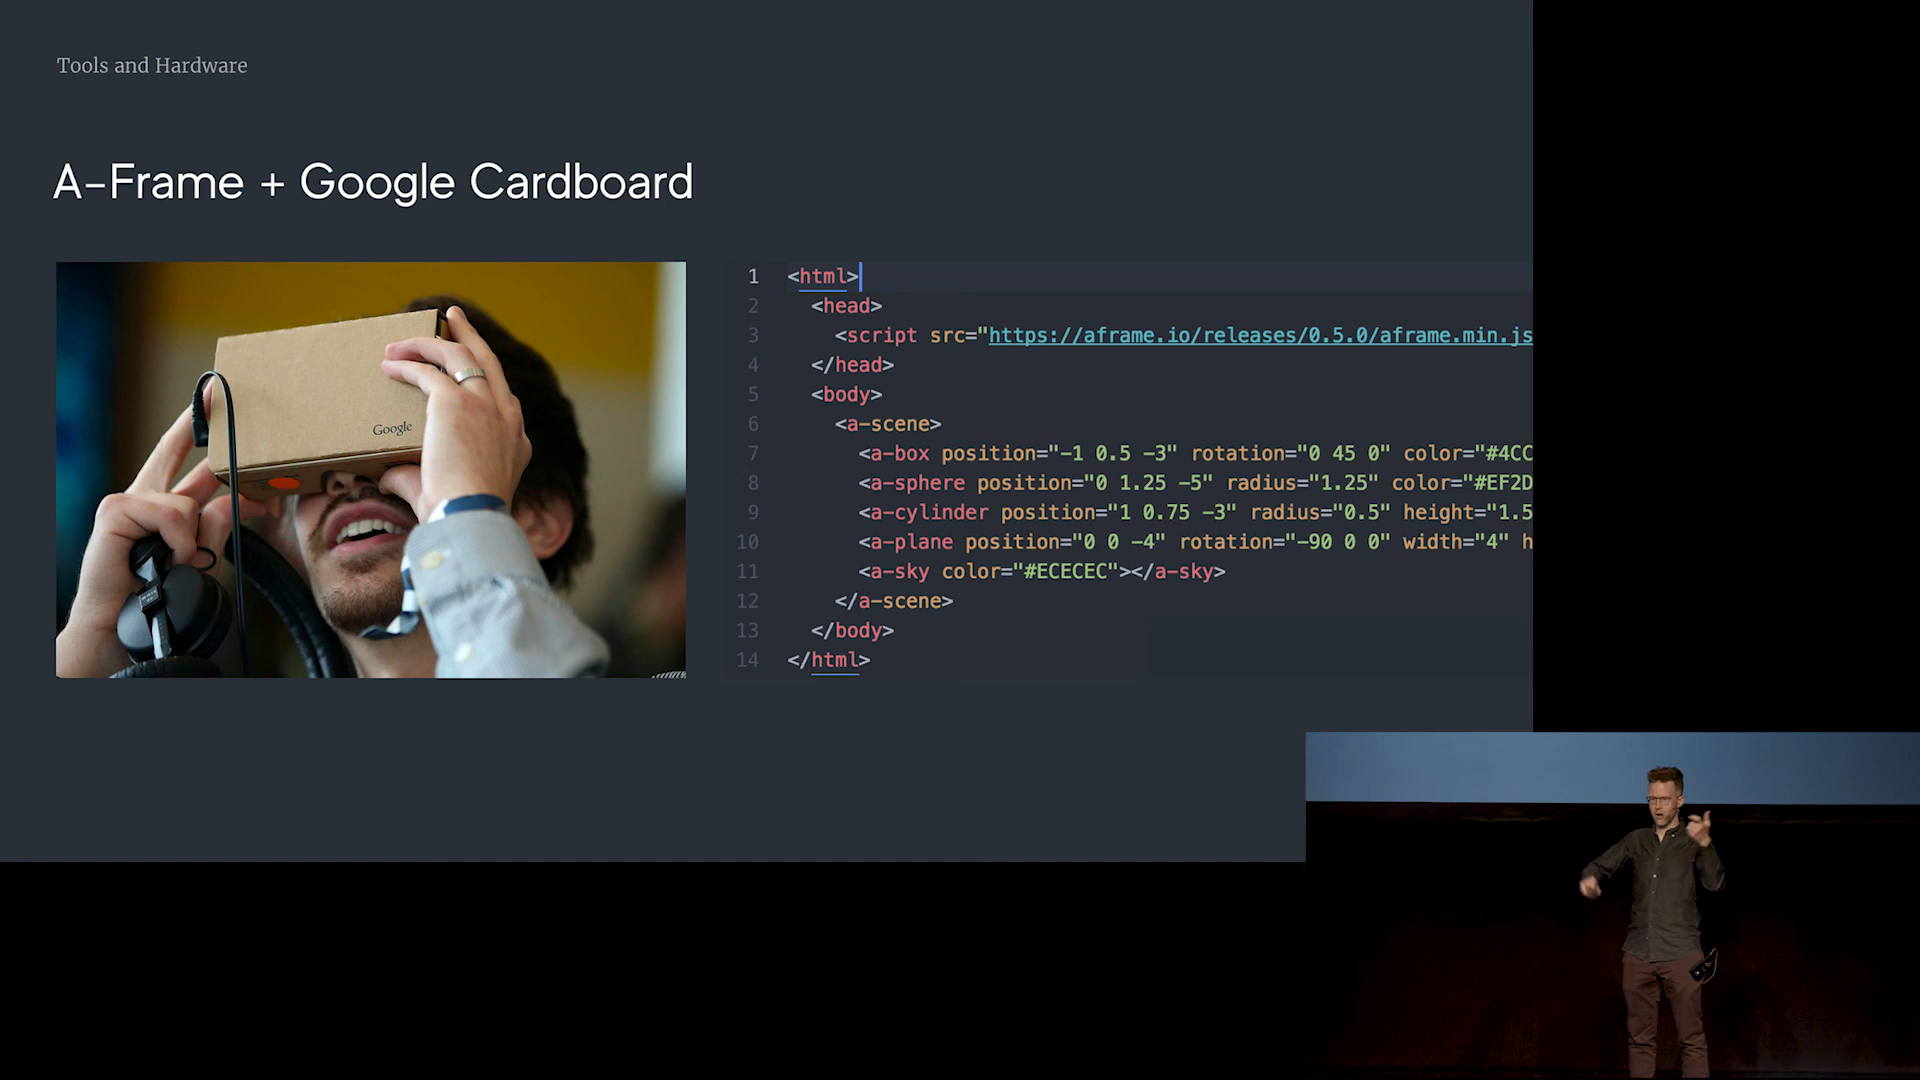 Tools and Hardware
A-Frame + Google Cardboard
Google
1 <html>
2 <head>
3 <script src="https://aframe.io/releases/0.5.0/aframe.min.js
4 </head>
5 <body>
6 <a-scene>
7 <a-box position="-1 0.5 -3" rotation="0 45 0" color="#4CC
8 <a-sphere position="0 1.25 -5" radius="1.25" color="#EF2D
9 <a-cylinder position="1 0.75 -3" radius="0.5" height="1.5
10 <a-plane position="0 0 -4" rotation="-90 0 0" width="4" h
11 <a-sky color="#ECECEC"></a-sky>
12 </a-scene>
13 </body>
14 </html>